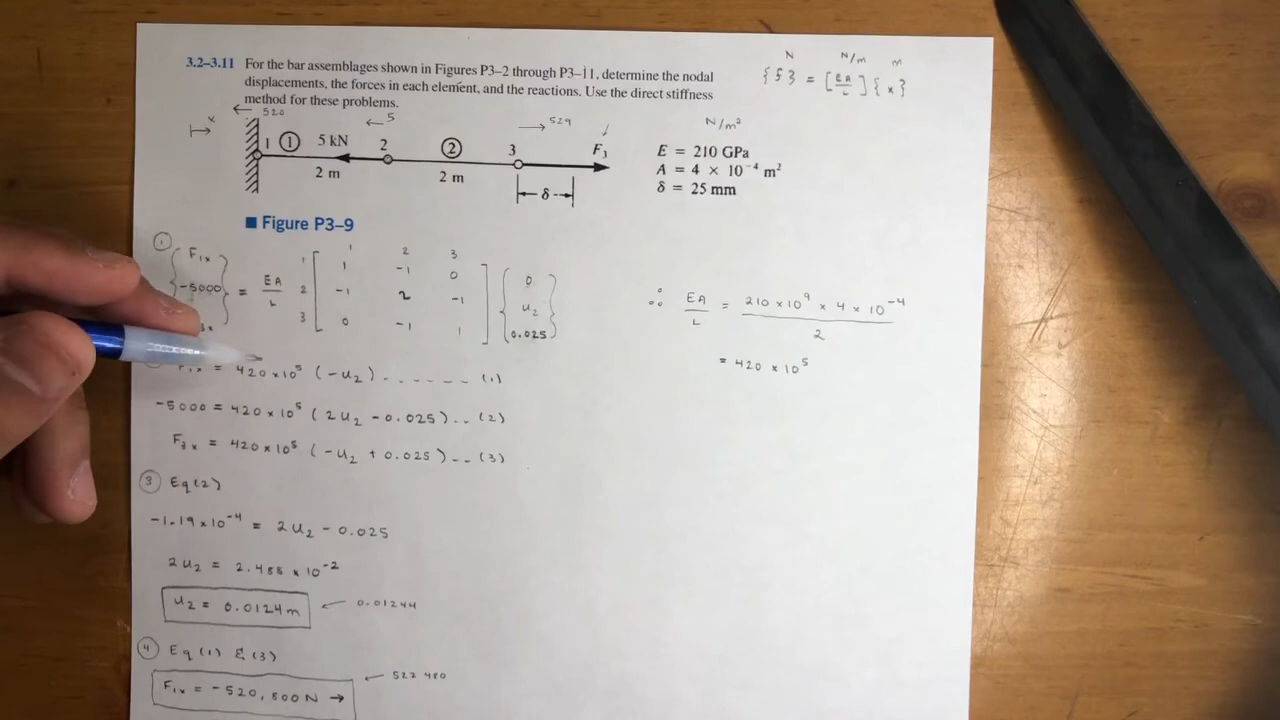 3.2–3.11 For the bar assemblages shown in Figures P3–2 through P3–11, determine the nodal
displacements, the forces in each element, and the reactions. Use the direct stiffness
method for these problems.
N N/m m
{f} = [EA/L]{x}
x ← 520 ← 5 → 529
1 ① 5 kN 2 ② 3 F3
2 m 2 m δ
N/m²
E = 210 GPa
A = 4 × 10⁻⁴ m²
δ = 25 mm
■ Figure P3–9
①
1 2 3
F1x 1 1 -1 0 0
-5000 = EA/L 2 -1 2 -1 u2
3x 3 0 -1 1 0.025
∴ EA/L = 210 × 10⁹ × 4 × 10⁻⁴ / 2
= 420 × 10⁵
= 420 × 10⁵ (-u2) ...... (1)
-5000 = 420 × 10⁵ (2u2 - 0.025) .. (2)
F3x = 420 × 10⁵ (-u2 + 0.025) -- (3)
③ Eq (2)
-1.19 × 10⁻⁴ = 2u2 - 0.025
2u2 = 2.488 × 10⁻²
u2 = 0.0124 m ← 0.01244
④ Eq (1) & (3)
F1x = -520,800 N → ← 522 480